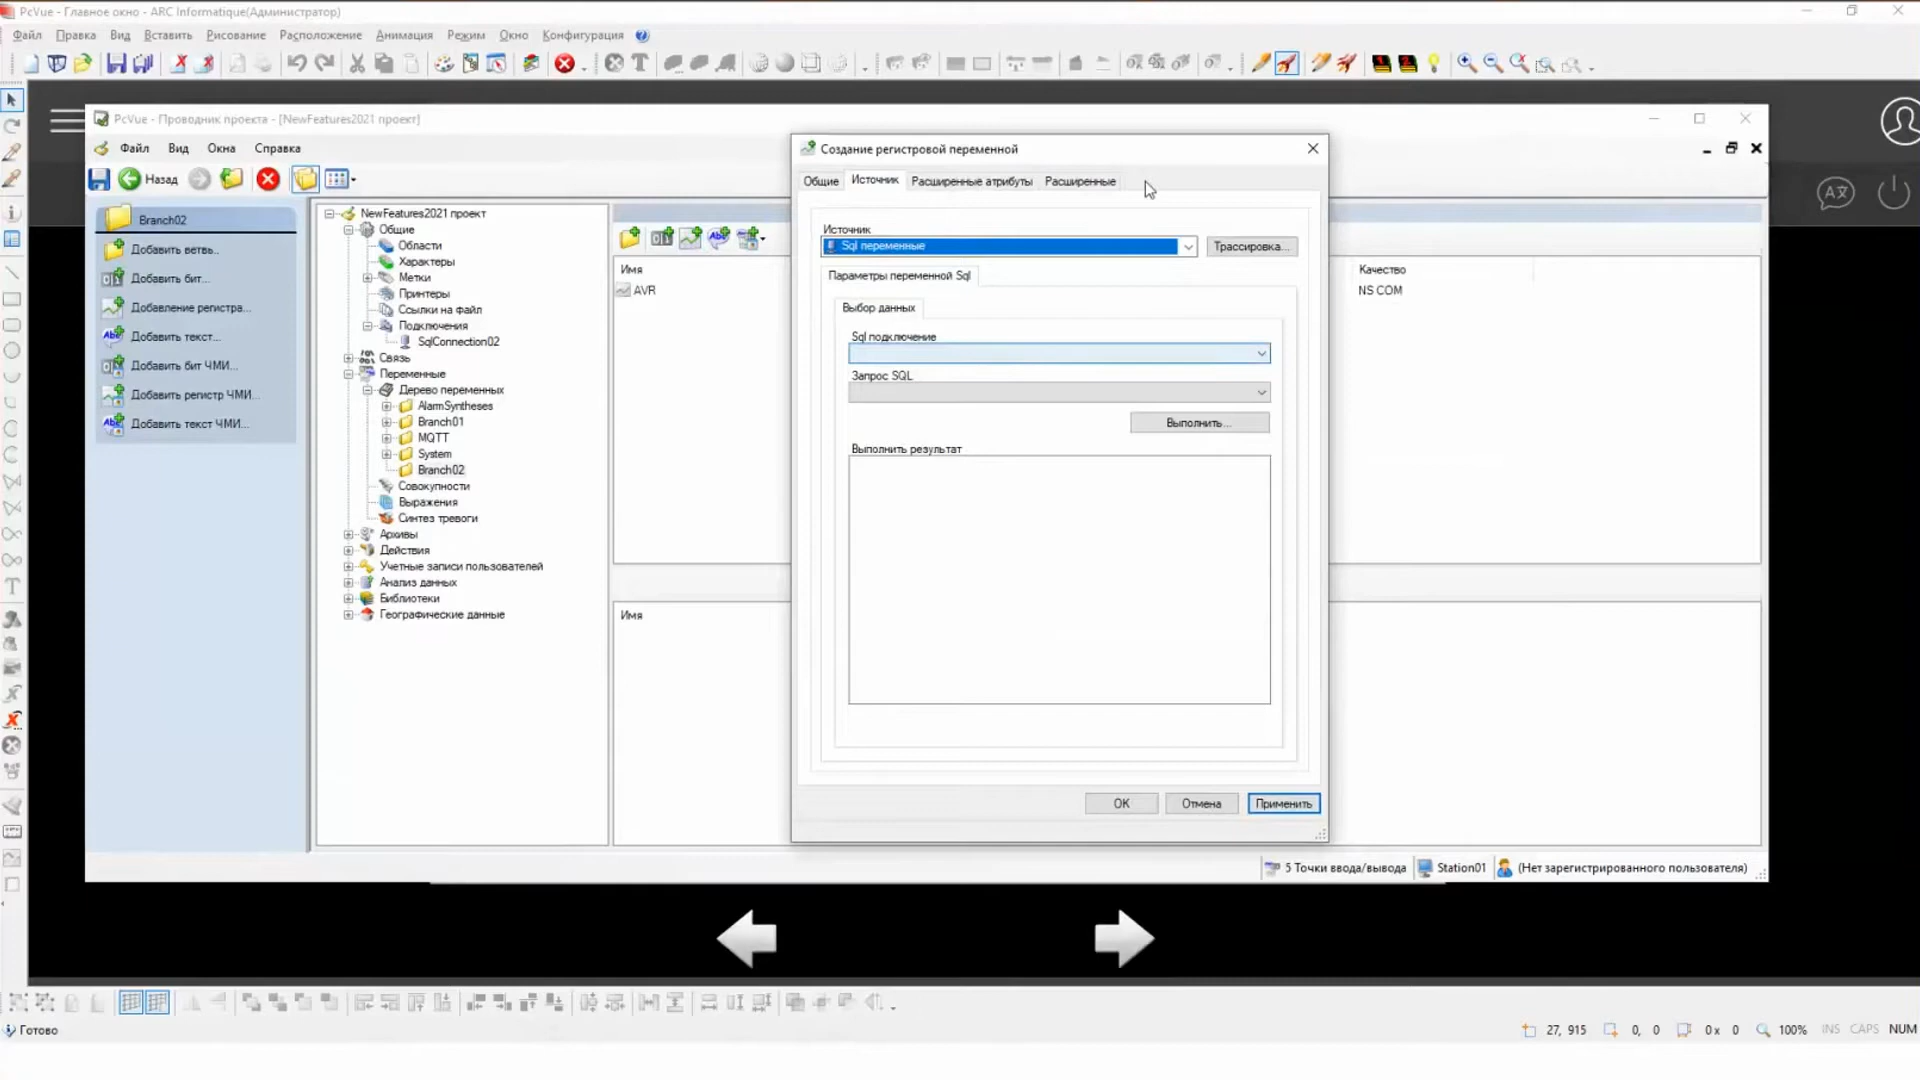 PcVue - Главное окно - ARC Informatique(Администратор)
Файл Правка Вид Вставить Рисование Расположение Анимация Режим Окно Конфигурация
PcVue - Проводник проекта - [NewFeatures2021 проект]
Файл Вид Окна Справка
Назад
Branch02
Добавить ветвь..
Добавить бит...
Добавление регистра...
Добавить текст...
Добавить бит ЧМИ...
Добавить регистр ЧМИ...
Добавить текст ЧМИ...
NewFeatures2021 проект
Общие
Области
Характеры
Метки
Принтеры
Ссылки на файл
Подключения
SqlConnection02
Связь
Переменные
Дерево переменных
AlarmSyntheses
Branch01
MQTT
System
Branch02
Совокупности
Выражения
Синтез тревоги
Архивы
Действия
Учетные записи пользователей
Анализ данных
Библиотеки
Географические данные
Имя
AVR
Имя
Качество
NS COM
Создание регистровой переменной
Общие Источник Расширенные атрибуты Расширенные
Источник
Sql переменные
Трассировка...
Параметры переменной Sql
Выбор данных
Sql подключение
Запрос SQL
Выполнить...
Выполнить результат
OK Отмена Применить
5 Точки ввода/вывода Station01 (Нет зарегистрированного пользователя)
Готово
27, 915 0, 0 0 x 0 100% INS CAPS NUM